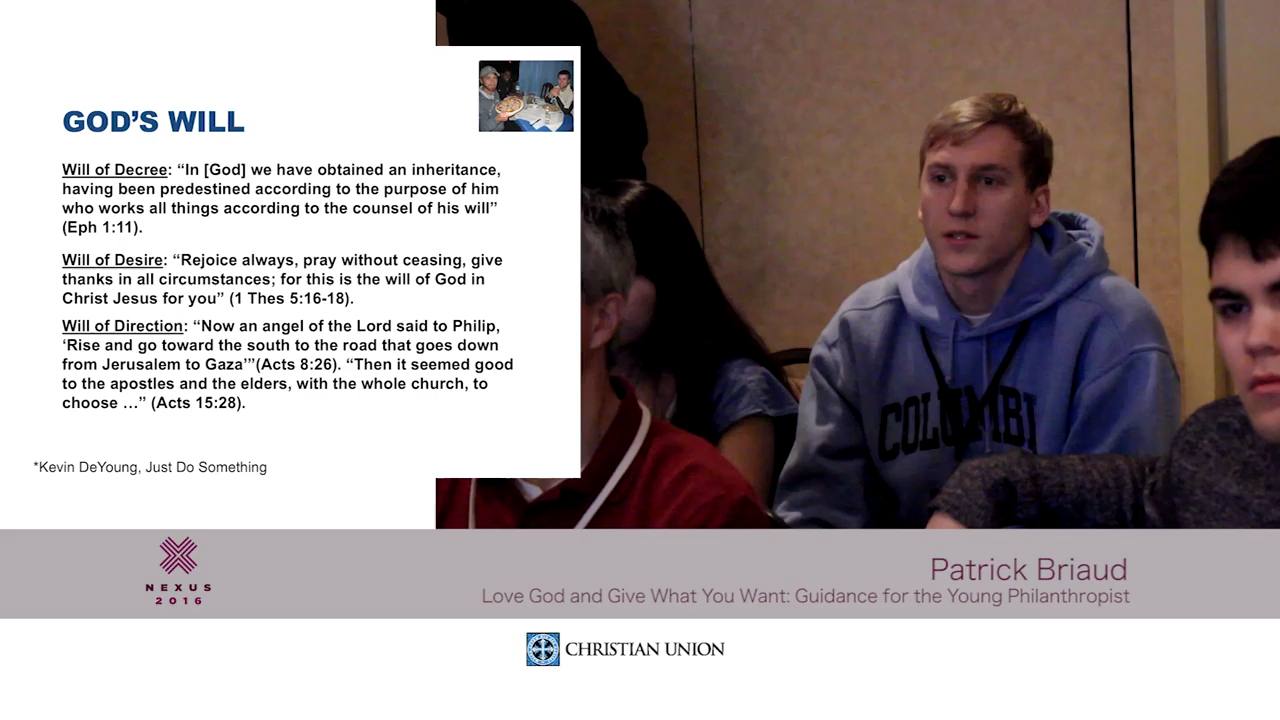 GOD'S WILL
Will of Decree: “In [God] we have obtained an inheritance,
having been predestined according to the purpose of him
who works all things according to the counsel of his will”
(Eph 1:11).
Will of Desire: “Rejoice always, pray without ceasing, give
thanks in all circumstances; for this is the will of God in
Christ Jesus for you” (1 Thes 5:16-18).
Will of Direction: “Now an angel of the Lord said to Philip,
‘Rise and go toward the south to the road that goes down
from Jerusalem to Gaza’”(Acts 8:26). “Then it seemed good
to the apostles and the elders, with the whole church, to
choose …” (Acts 15:28).
*Kevin DeYoung, Just Do Something
COLUMBI
NEXUS
2016
Patrick Briaud
Love God and Give What You Want: Guidance for the Young Philanthropist
CHRISTIAN UNION